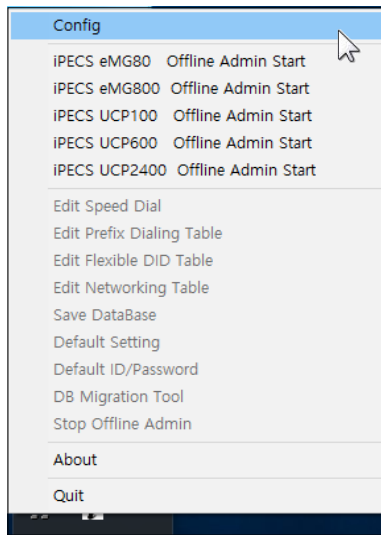 Config
iPECS eMG80 Offline Admin Start
iPECS eMG800 Offline Admin Start
iPECS UCP100 Offline Admin Start
iPECS UCP600 Offline Admin Start
iPECS UCP2400 Offline Admin Start
Edit Speed Dial
Edit Prefix Dialing Table
Edit Flexible DID Table
Edit Networking Table
Save DataBase
Default Setting
Default ID/Password
DB Migration Tool
Stop Offline Admin
About
Quit